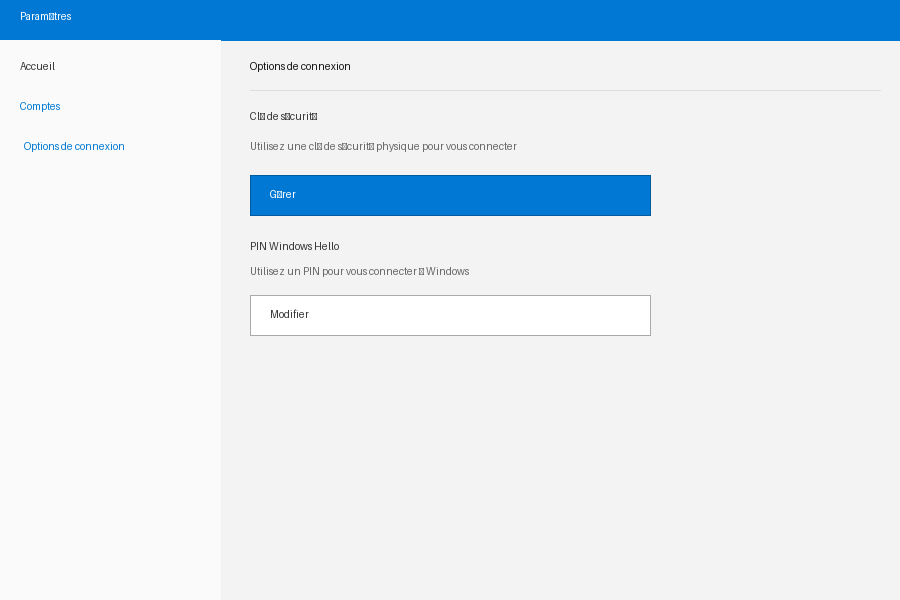 Param□tres
Accueil
Comptes
Options de connexion
Options de connexion
Cl□ de s□curit□
Utilisez une cl□ de s□curit□ physique pour vous connecter
G□rer
PIN Windows Hello
Utilisez un PIN pour vous connecter □ Windows
Modifier